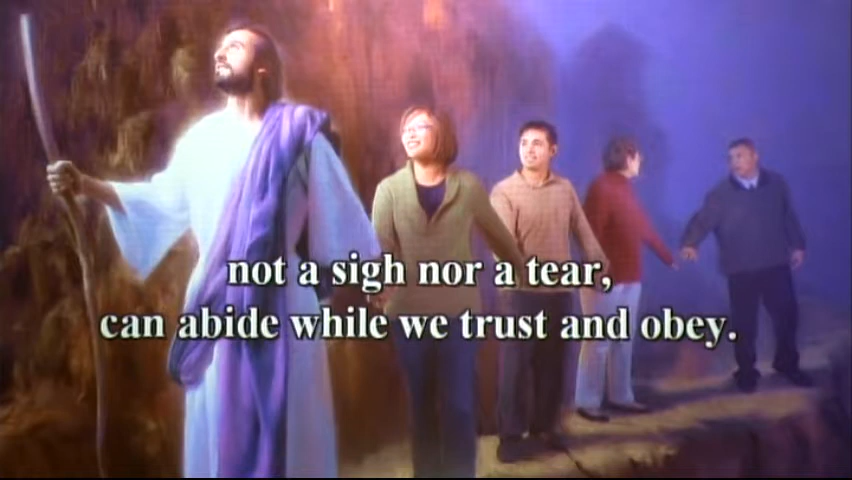 not a sigh nor a tear,
can abide while we trust and obey.